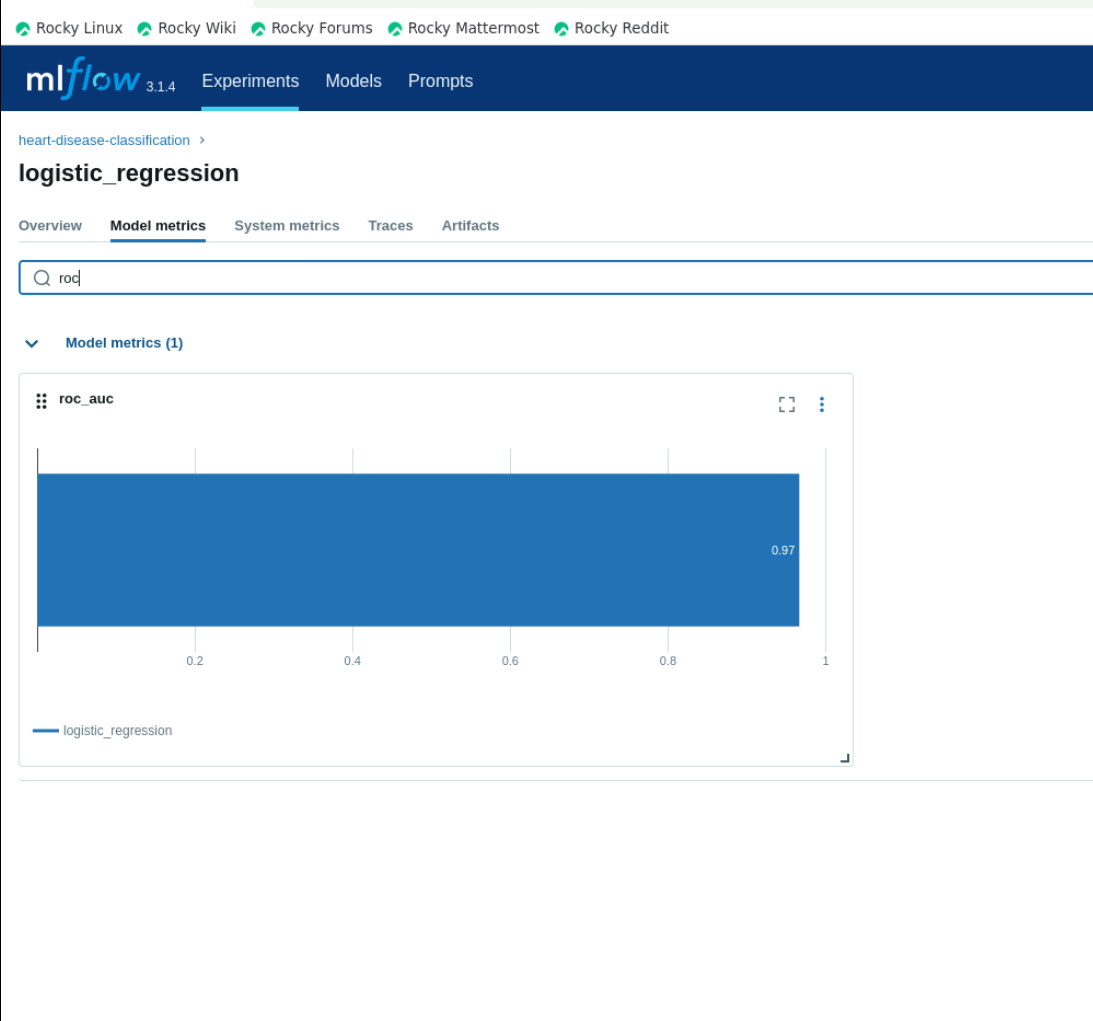 Rocky Linux Rocky Wiki Rocky Forums Rocky Mattermost Rocky Reddit
mlflow 3.1.4 Experiments Models Prompts
heart-disease-classification
logistic_regression
Overview Model metrics System metrics Traces Artifacts
roc
Model metrics (1)
roc_auc
0.97
0.2 0.4 0.6 0.8 1
logistic_regression